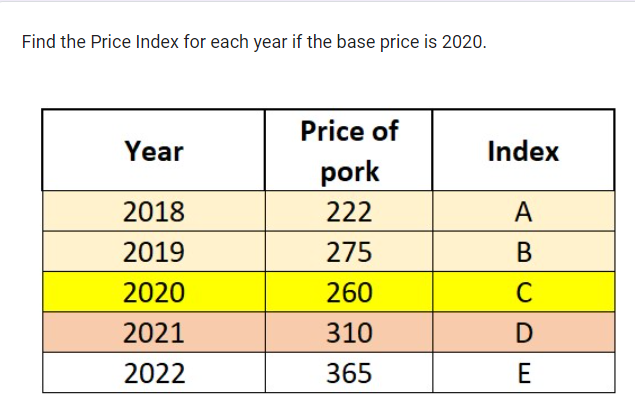 Find the Price Index for each year if the base price is 2020.
Year Price of pork Index
2018 222 A
2019 275 B
2020 260 C
2021 310 D
2022 365 E